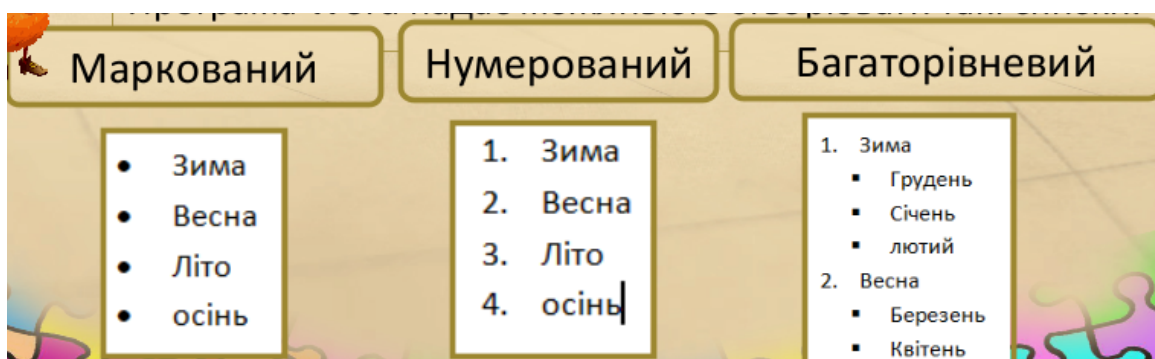 Маркований
Нумерований
Багаторівневий
• Зима
• Весна
• Літо
• осінь
1. Зима
2. Весна
3. Літо
4. осінь
1. Зима
▪ Грудень
▪ Січень
▪ лютий
2. Весна
▪ Березень
▪ Квітень